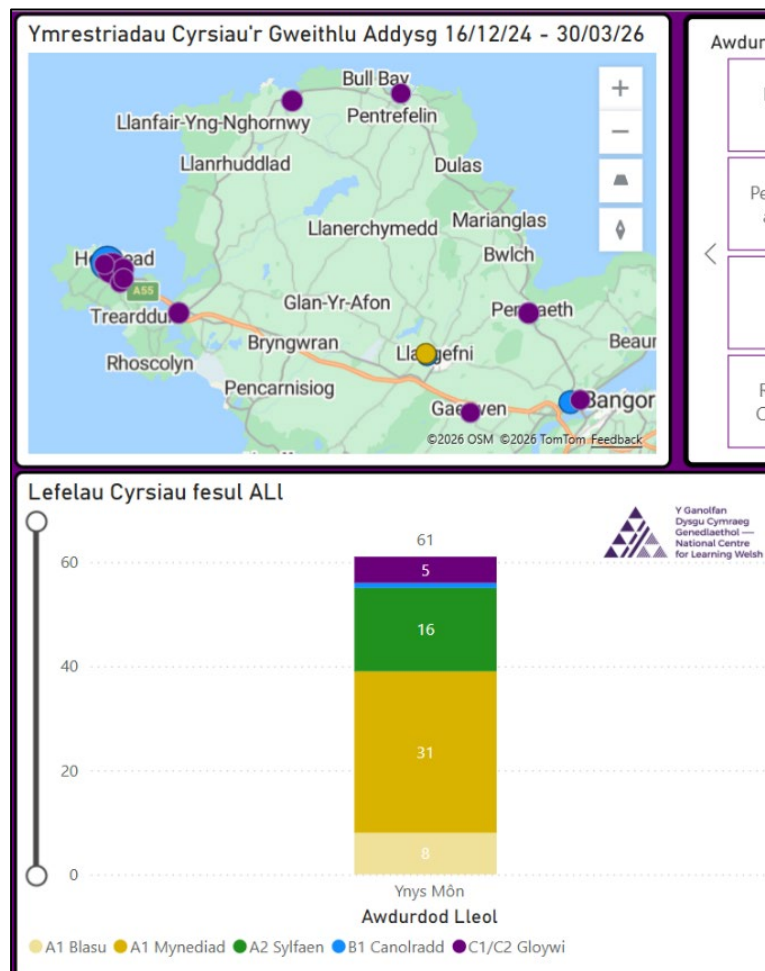 Ymrestriadau Cyrsiau'r Gweithlu Addysg 16/12/24 - 30/03/26
Bull Bay
Llanfair-Yng-Nghornwy
Pentrefelin
Llanrhuddlad
Dulas
Llanerchymedd
Marianglas
Bwlch
A55
Glan-Yr-Afon
Bryngwran
Rhoscolyn
Pencarnisiog
Bangor
©2026 OSM ©2026 TomTom Feedback
Lefelau Cyrsiau fesul ALl
Y Ganolfan
Dysgu Cymraeg
Genedlaethol —
National Centre
for Learning Welsh
61
60
5
16
40
31
20
8
0
Ynys Môn
Awdurdod Lleol
A1 Blasu A1 Mynediad A2 Sylfaen B1 Canolradd C1/C2 Gloywi